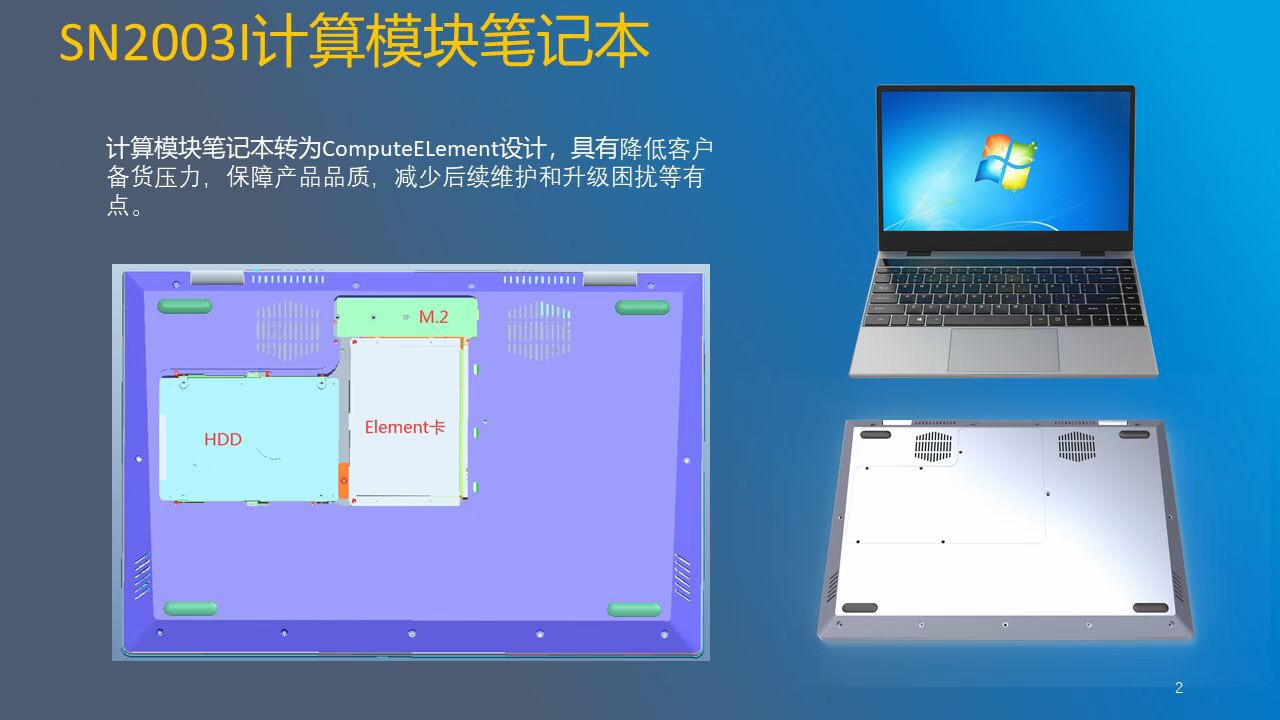 SN2003I计算模块笔记本
计算模块笔记本转为ComputeELement设计，具有降低客户
备货压力，保障产品品质，减少后续维护和升级困扰等有
点。
M.2
HDD
Element卡
2